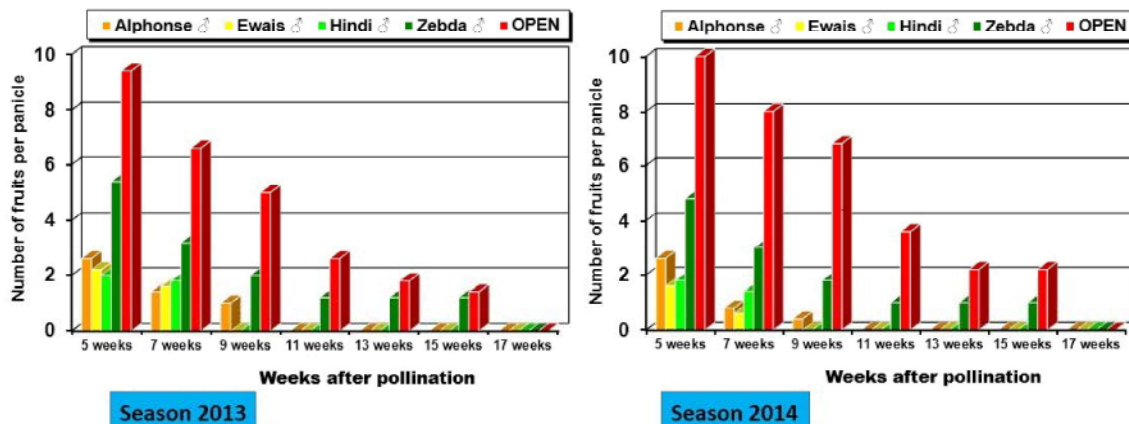 Alphonse ♂ Ewais ♂ Hindi ♂ Zebda ♂ OPEN
Number of fruits per panicle
10
8
6
4
2
0
5 weeks 7 weeks 9 weeks 11 weeks 13 weeks 15 weeks 17 weeks
Weeks after pollination
Season 2013
Alphonse ♂ Ewais ♂ Hindi ♂ Zebda ♂ OPEN
Number of fruits per panicle
10
8
6
4
2
0
5 weeks 7 weeks 9 weeks 11 weeks 13 weeks 15 weeks 17 weeks
Weeks after pollination
Season 2014